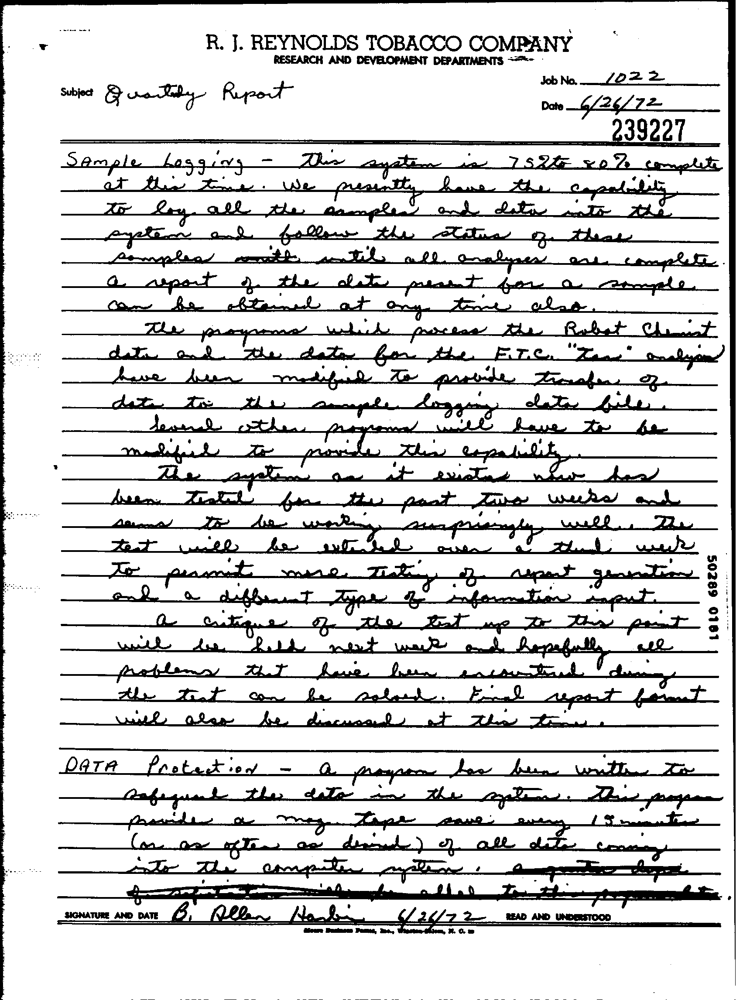 R. J. REYNOLDS TOBACCO COMPANY
RESEARCH AND DEVELOPMENT DEPARTMENTS
Subject Quarterly Report
Job No. 1022
Date 6/26/72
239227
Sample Logging - This system is 75% to 80% complete
at this time. We presently have the capability
to log all the samples and data into the
system and follow the status of these
samples until all analyses are complete.
a report of the data present for a sample
can be obtained at any time also.
The programs which process the Robot Chemist
data and the data for the F.T.C. "Tar" analysis
have been modified to provide transfer of
data to the sample logging data file.
Several other programs will have to be
modified to provide this capability.
The system as it exists now has
been tested for the past two weeks and
seems to be working surprisingly well. The
test will be extended over a third week
to permit more testing of report generation
and a different type of information input.
a critique of the test up to this point
will be held next week and hopefully all
problems that have been encountered during
the test can be solved. Final report format
will also be discussed at this time.
DATA Protection - a program has been written to
safeguard the data in the system. This program
provides a mag. tape save every 15 minutes
(or as often as desired) of all data coming
into the computer system.
SIGNATURE AND DATE B. Allen Hardin 6/26/72 READ AND UNDERSTOOD
50289 0181